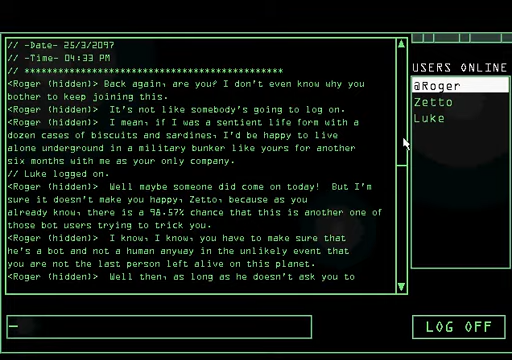 // -Date- 25/3/2097
// -Time- 04:33 PM
// *******************************************
<Roger (hidden)> Back again, are you? I don't even know why you
bother to keep joining this.
<Roger (hidden)> It's not like somebody's going to log on.
<Roger (hidden)> I mean, if I was a sentient life form with a
dozen cases of biscuits and sardines, I'd be happy to live
alone underground in a military bunker like yours for another
six months with me as your only company.
// Luke logged on.
<Roger (hidden)> Well maybe someone did come on today! But I'm
sure it doesn't make you happy, Zetto, because as you
already know, there is a 96.57% chance that this is another one of
those bot users trying to trick you.
<Roger (hidden)> I know, I know, you have to make sure that
he's a bot and not a human anyway in the unlikely event that
you are not the last person left alive on this planet.
<Roger (hidden)> Well then, as long as he doesn't ask you to
USERS ONLINE
@Roger
Zetto
Luke
LOG OFF